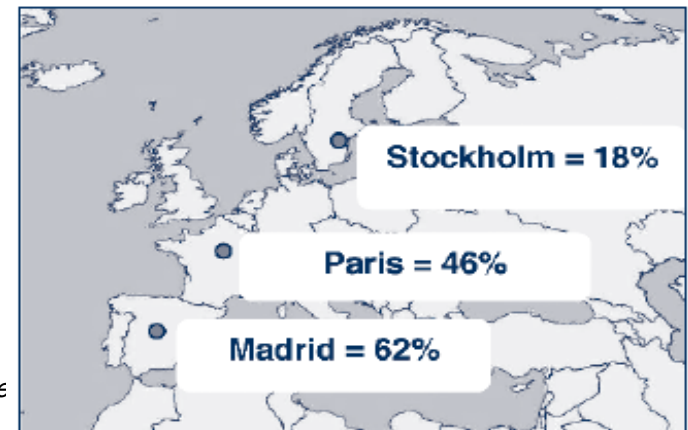 Stockholm = 18%
Paris = 46%
Madrid = 62%